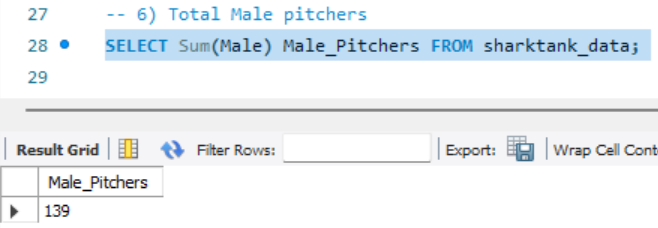 27 -- 6) Total Male pitchers
28 SELECT Sum(Male) Male_Pitchers FROM sharktank_data;
29
Result Grid Filter Rows: Export: Wrap Cell Cont
Male_Pitchers
139